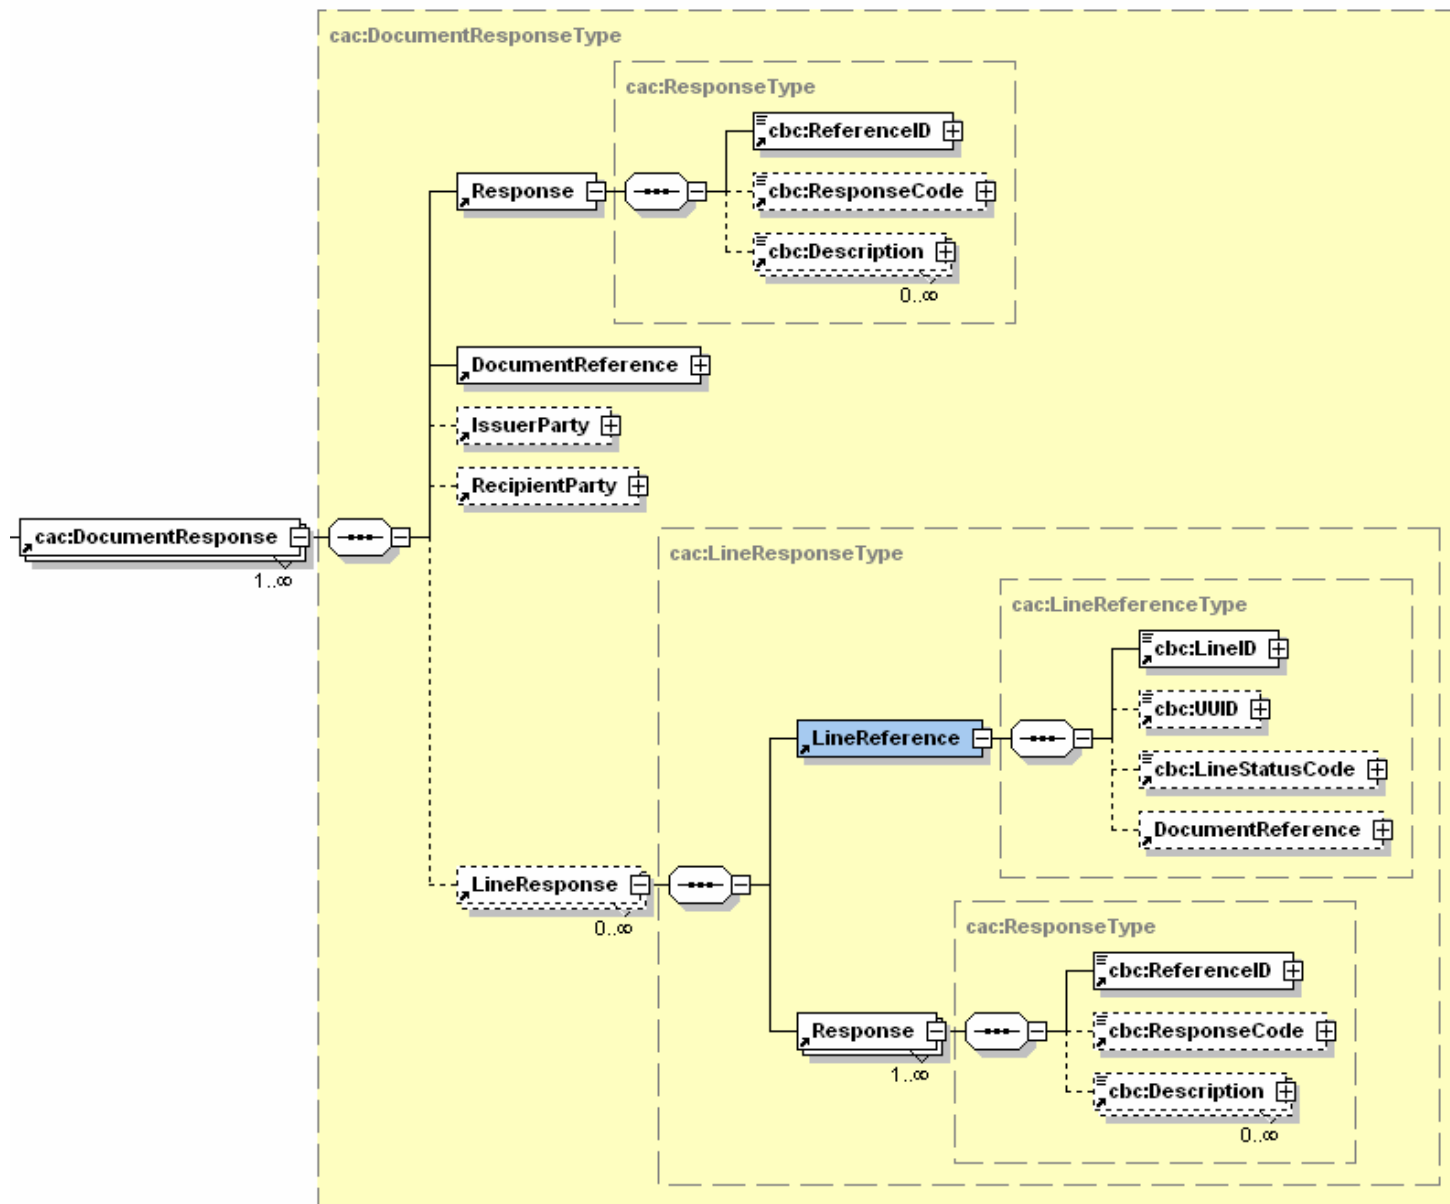 cac:DocumentResponseType
cac:ResponseType
cbc:ReferenceID
Response
cbc:ResponseCode
cbc:Description
0..∞
DocumentReference
IssuerParty
RecipientParty
cac:DocumentResponse
1..∞
cac:LineResponseType
cac:LineReferenceType
cbc:LineID
cbc:UUID
LineReference
cbc:LineStatusCode
DocumentReference
LineResponse
0..∞
cac:ResponseType
cbc:ReferenceID
Response
1..∞
cbc:ResponseCode
cbc:Description
0..∞